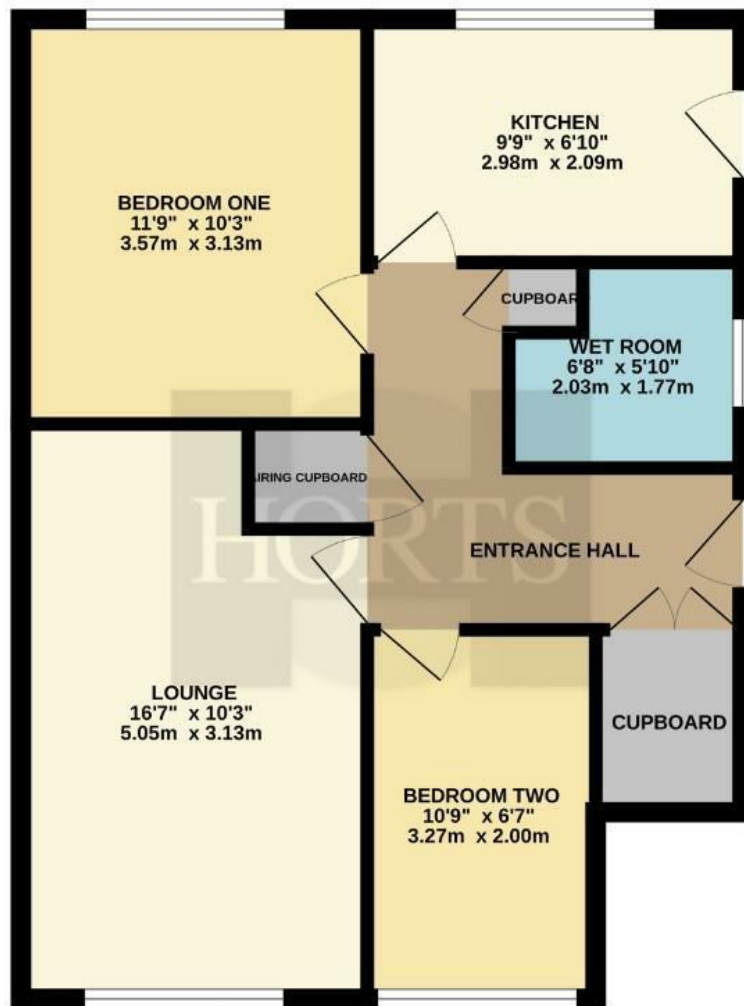 BEDROOM ONE
11'9" x 10'3"
3.57m x 3.13m
KITCHEN
9'9" x 6'10"
2.98m x 2.09m
CUPBOARD
WET ROOM
6'8" x 5'10"
2.03m x 1.77m
AIRING CUPBOARD
HORTS
ENTRANCE HALL
LOUNGE
16'7" x 10'3"
5.05m x 3.13m
CUPBOARD
BEDROOM TWO
10'9" x 6'7"
3.27m x 2.00m